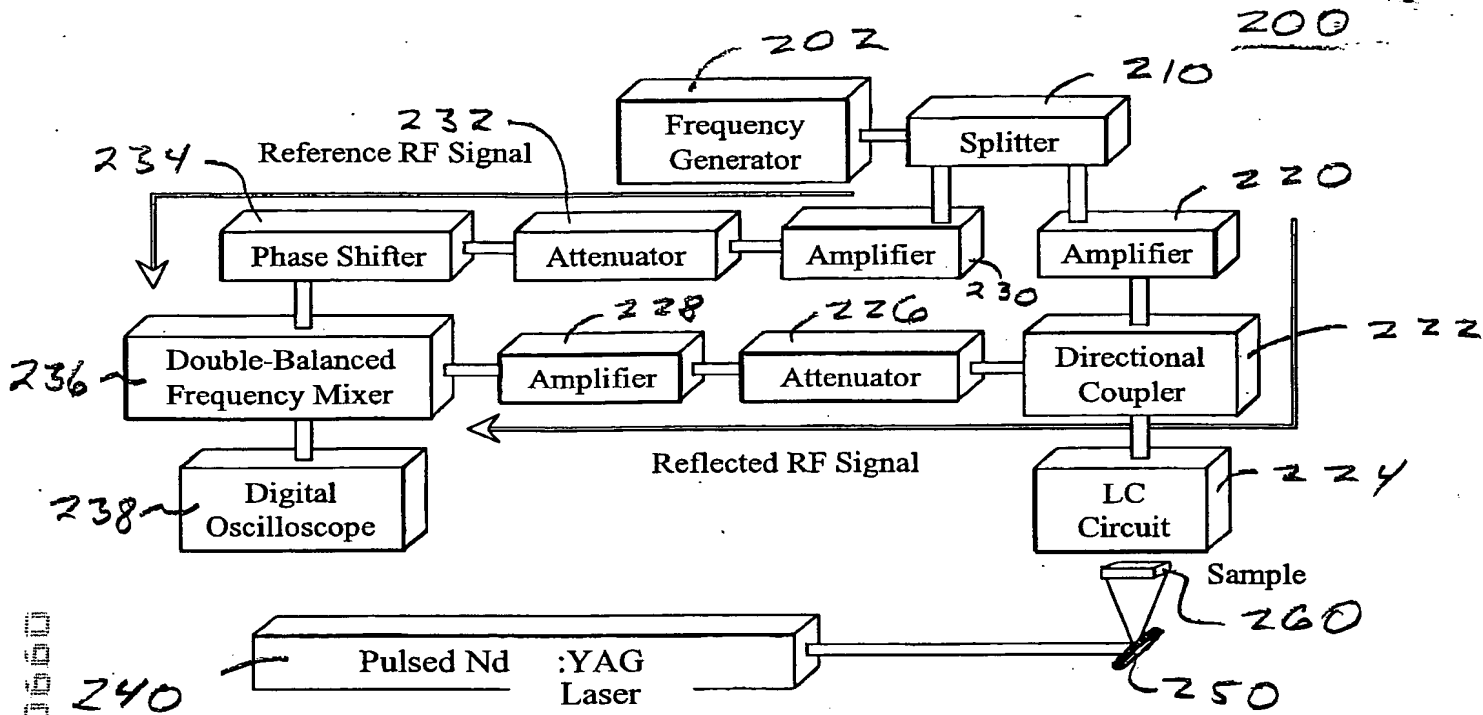 200
202
210
Frequency
Generator
Splitter
232
Reference RF Signal
234
220
Phase Shifter
Attenuator
Amplifier
230
Amplifier
228
226
222
236
Double-Balanced
Frequency Mixer
Amplifier
Attenuator
Directional
Coupler
Reflected RF Signal
238
Digital
Oscilloscope
LC
Circuit
224
Sample
260
Pulsed Nd :YAG
Laser
240
250